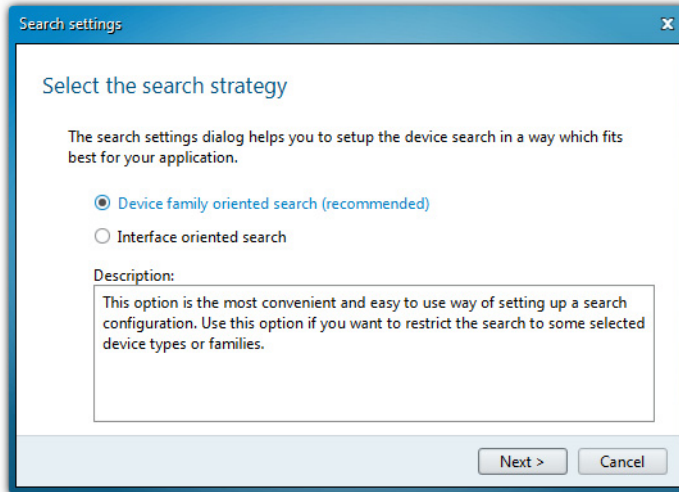 Search settings
Select the search strategy
The search settings dialog helps you to setup the device search in a way which fits
best for your application.
Device family oriented search (recommended)
Interface oriented search
Description:
This option is the most convenient and easy to use way of setting up a search
configuration. Use this option if you want to restrict the search to some selected
device types or families.
Next >
Cancel